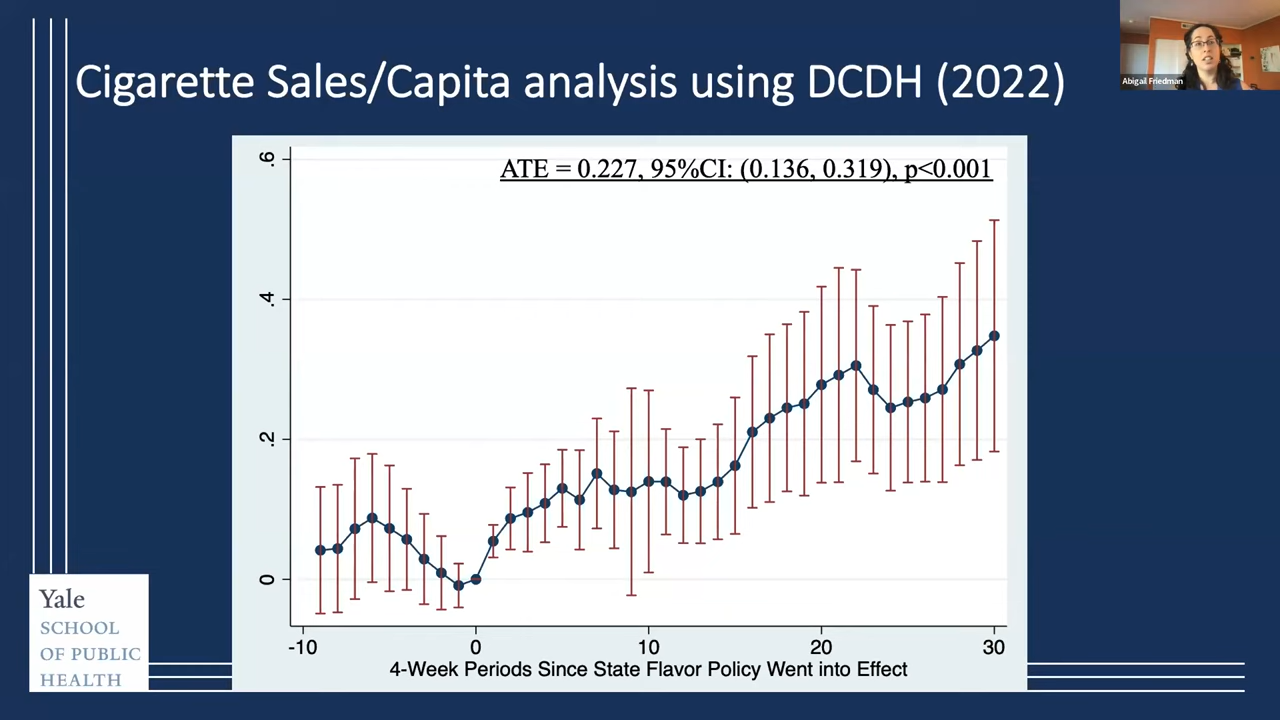 Cigarette Sales/Capita analysis using DCDH (2022)
Abigail Friedman
ATE = 0.227, 95%CI: (0.136, 0.319), p<0.001
.6
.4
.2
0
-10
0
10
20
30
4-Week Periods Since State Flavor Policy Went into Effect
Yale
SCHOOL
OF PUBLIC
HEALTH